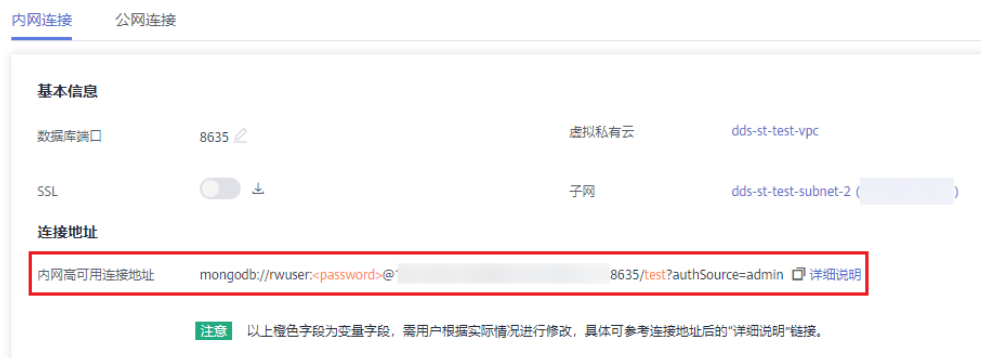 内网连接 公网连接
基本信息
数据库端口 8635 虚拟私有云 dds-st-test-vpc
SSL 子网 dds-st-test-subnet-2 ( )
连接地址
内网高可用连接地址 mongodb://rwuser:<password>@ 8635/test?authSource=admin 详细说明
注意 以上橙色字段为变量字段，需用户根据实际情况进行修改，具体可参考连接地址后的“详细说明”链接。